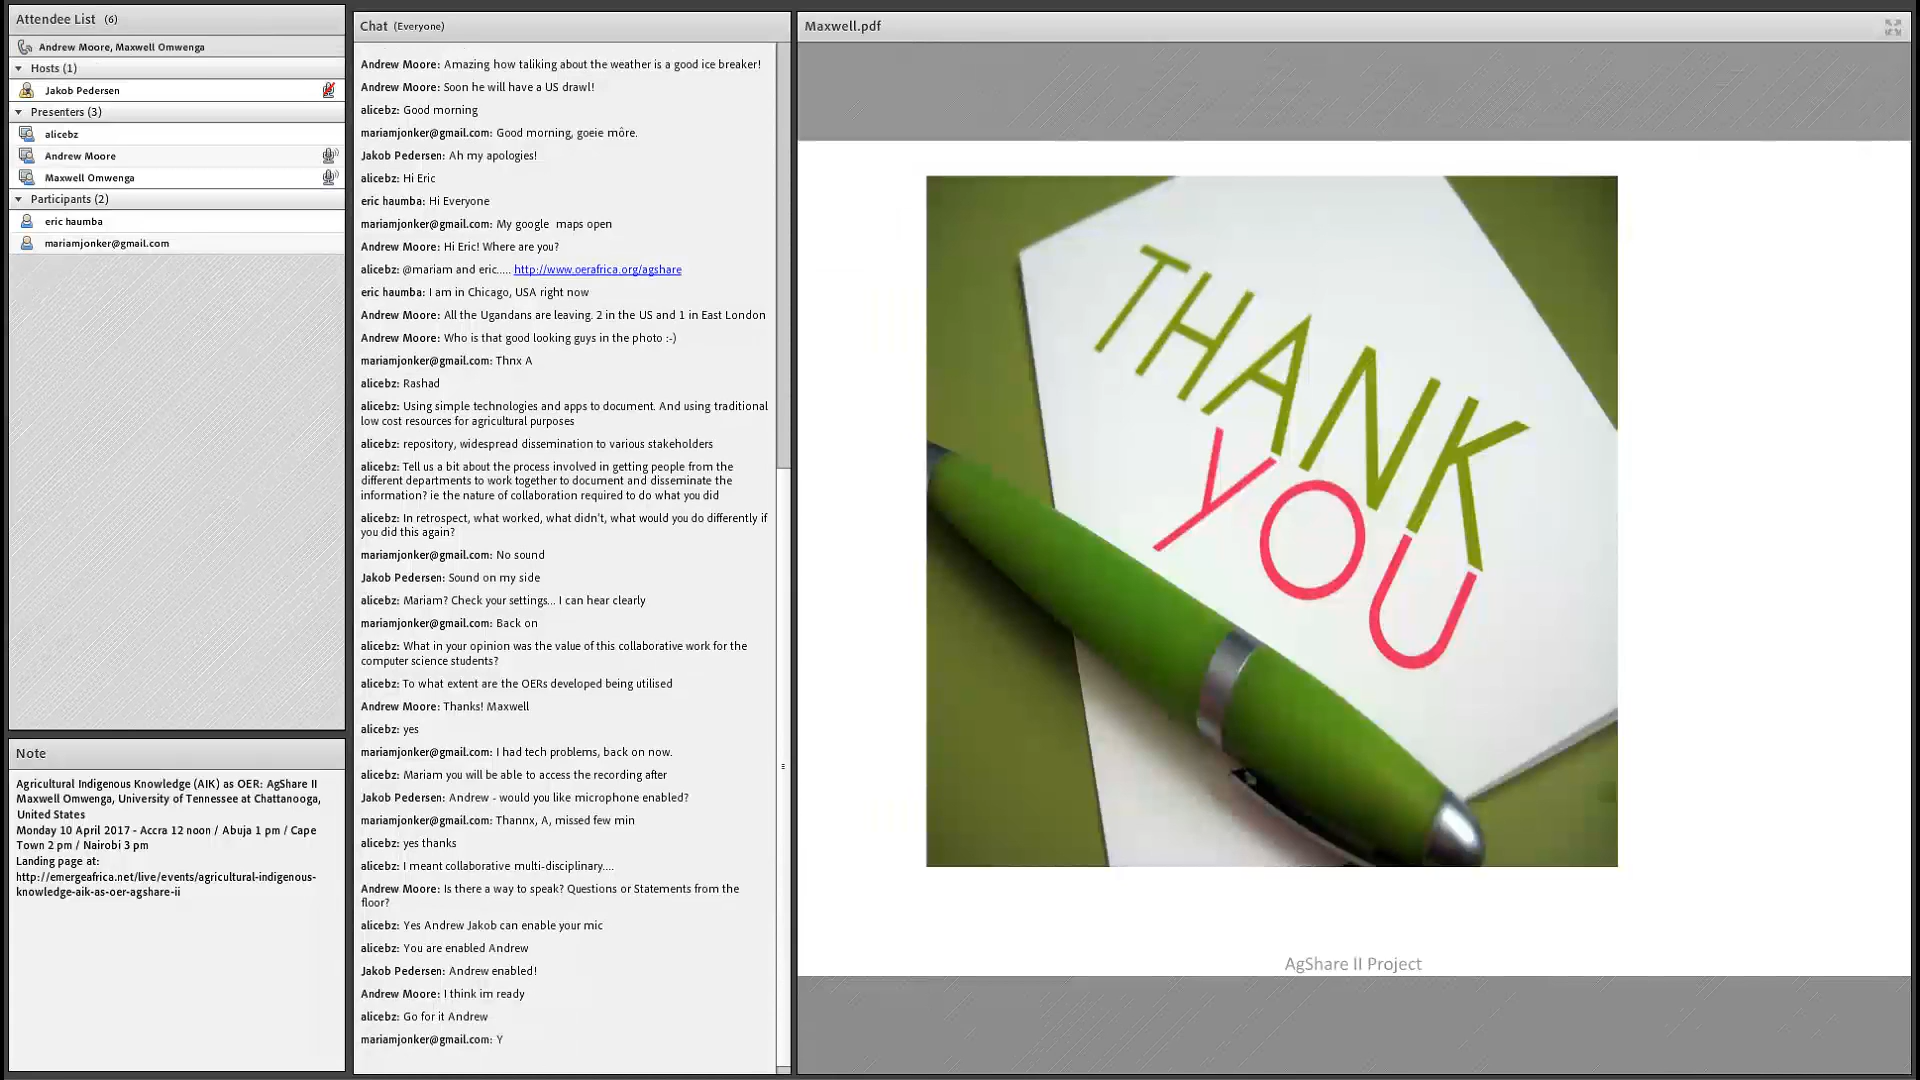 Attendee List (6)
Andrew Moore, Maxwell Omwenga
Hosts (1)
Jakob Pedersen
Presenters (3)
alicebz
Andrew Moore
Maxwell Omwenga
Participants (2)
eric haumba
mariamjonker@gmail.com
Note
Agricultural Indigenous Knowledge (AIK) as OER: AgShare II
Maxwell Omwenga, University of Tennessee at Chattanooga,
United States
Monday 10 April 2017 - Accra 12 noon / Abuja 1 pm / Cape
Town 2 pm / Nairobi 3 pm
Landing page at:
http://emergeafrica.net/live/events/agricultural-indigenous-
knowledge-aik-as-oer-agshare-ii
Chat (Everyone)
Andrew Moore: Amazing how taliking about the weather is a good ice breaker!
Andrew Moore: Soon he will have a US drawl!
alicebz: Good morning
mariamjonker@gmail.com: Good morning, goeie môre.
Jakob Pedersen: Ah my apologies!
alicebz: Hi Eric
eric haumba: Hi Everyone
mariamjonker@gmail.com: My google maps open
Andrew Moore: Hi Eric! Where are you?
alicebz: @mariam and eric..... http://www.oerafrica.org/agshare
eric haumba: I am in Chicago, USA right now
Andrew Moore: All the Ugandans are leaving. 2 in the US and 1 in East London
Andrew Moore: Who is that good looking guys in the photo :-)
mariamjonker@gmail.com: Thnx A
alicebz: Rashad
alicebz: Using simple technologies and apps to document. And using traditional
low cost resources for agricultural purposes
alicebz: repository, widespread dissemination to various stakeholders
alicebz: Tell us a bit about the process involved in getting people from the
different departments to work together to document and disseminate the
information? ie the nature of collaboration required to do what you did
alicebz: In retrospect, what worked, what didn't, what would you do differently if
you did this again?
mariamjonker@gmail.com: No sound
Jakob Pedersen: Sound on my side
alicebz: Mariam? Check your settings... I can hear clearly
mariamjonker@gmail.com: Back on
alicebz: What in your opinion was the value of this collaborative work for the
computer science students?
alicebz: To what extent are the OERs developed being utilised
Andrew Moore: Thanks! Maxwell
alicebz: yes
mariamjonker@gmail.com: I had tech problems, back on now.
alicebz: Mariam you will be able to access the recording after
Jakob Pedersen: Andrew - would you like microphone enabled?
mariamjonker@gmail.com: Thannx, A, missed few min
alicebz: yes thanks
alicebz: I meant collaborative multi-disciplinary....
Andrew Moore: Is there a way to speak? Questions or Statements from the
floor?
alicebz: Yes Andrew Jakob can enable your mic
alicebz: You are enabled Andrew
Jakob Pedersen: Andrew enabled!
Andrew Moore: I think im ready
alicebz: Go for it Andrew
mariamjonker@gmail.com: Y
Maxwell.pdf
THANK
YOU
AgShare II Project